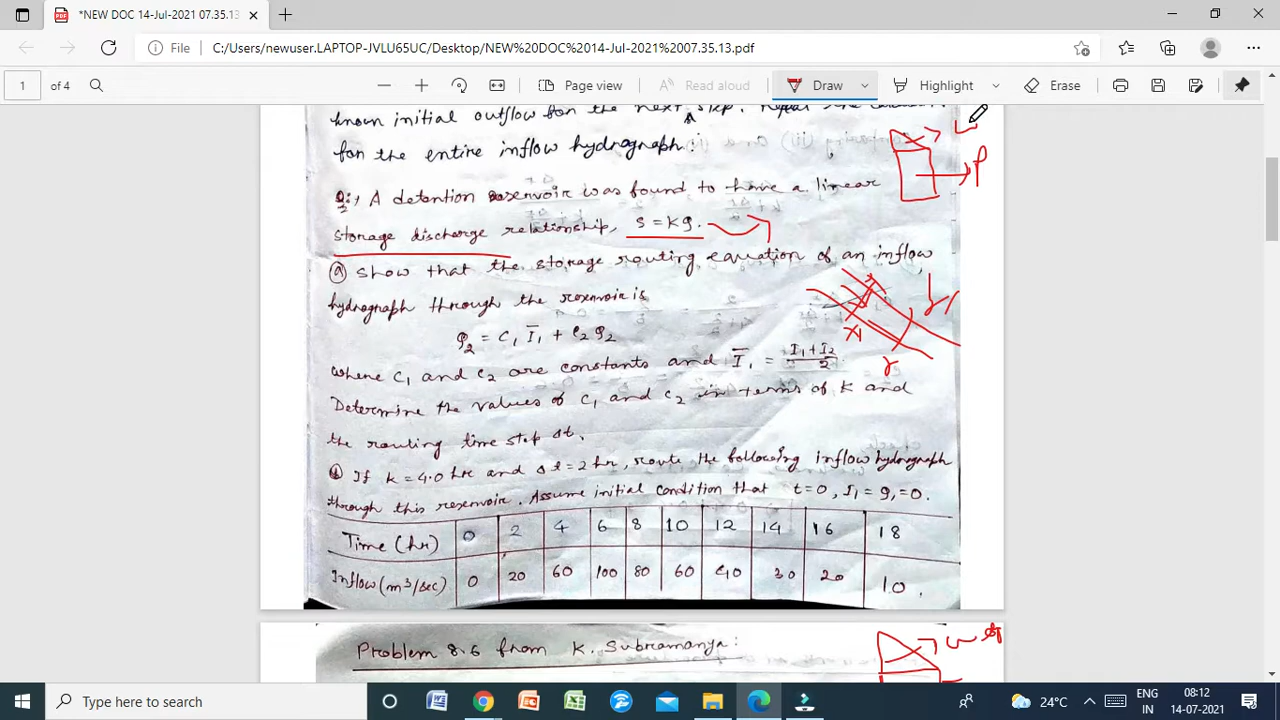 *NEW DOC 14-Jul-2021 07.35.13
File C:/Users/newuser.LAPTOP-JVLU65UC/Desktop/NEW%20DOC%2014-Jul-2021%2007.35.13.pdf
1 of 4 Page view Read aloud Draw Highlight Erase
known initial outflow for the next step. Repeat the
for the entire inflow hydrograph:
Q:, A detention reservoir was found to have a linear
storage discharge relationship, S = KQ.
P
(a) Show that the storage routing equation of an inflow
hydrograph through the reservoir is
Q2 = C1 Ī1 + C2 Q2
where C1 and C2 are constants and Ī1 = (I1+I2)/2.
x1
y
Determine the values of C1 and C2 in terms of K and
the routing time step Δt.
If K = 4.0 hr and Δt = 2 hr, route the following inflow hydrograph
through this reservoir. Assume initial condition that t=0, I1 = Q1 = 0.
Time (hr) 0 2 4 6 8 10 12 14 16 18
Inflow (m³/sec) 0 20 60 100 80 60 40 30 20 10.
Problem 8.6 from K. Subramanya:
Type here to search
24°C
ENG
IN
08:12
14-07-2021